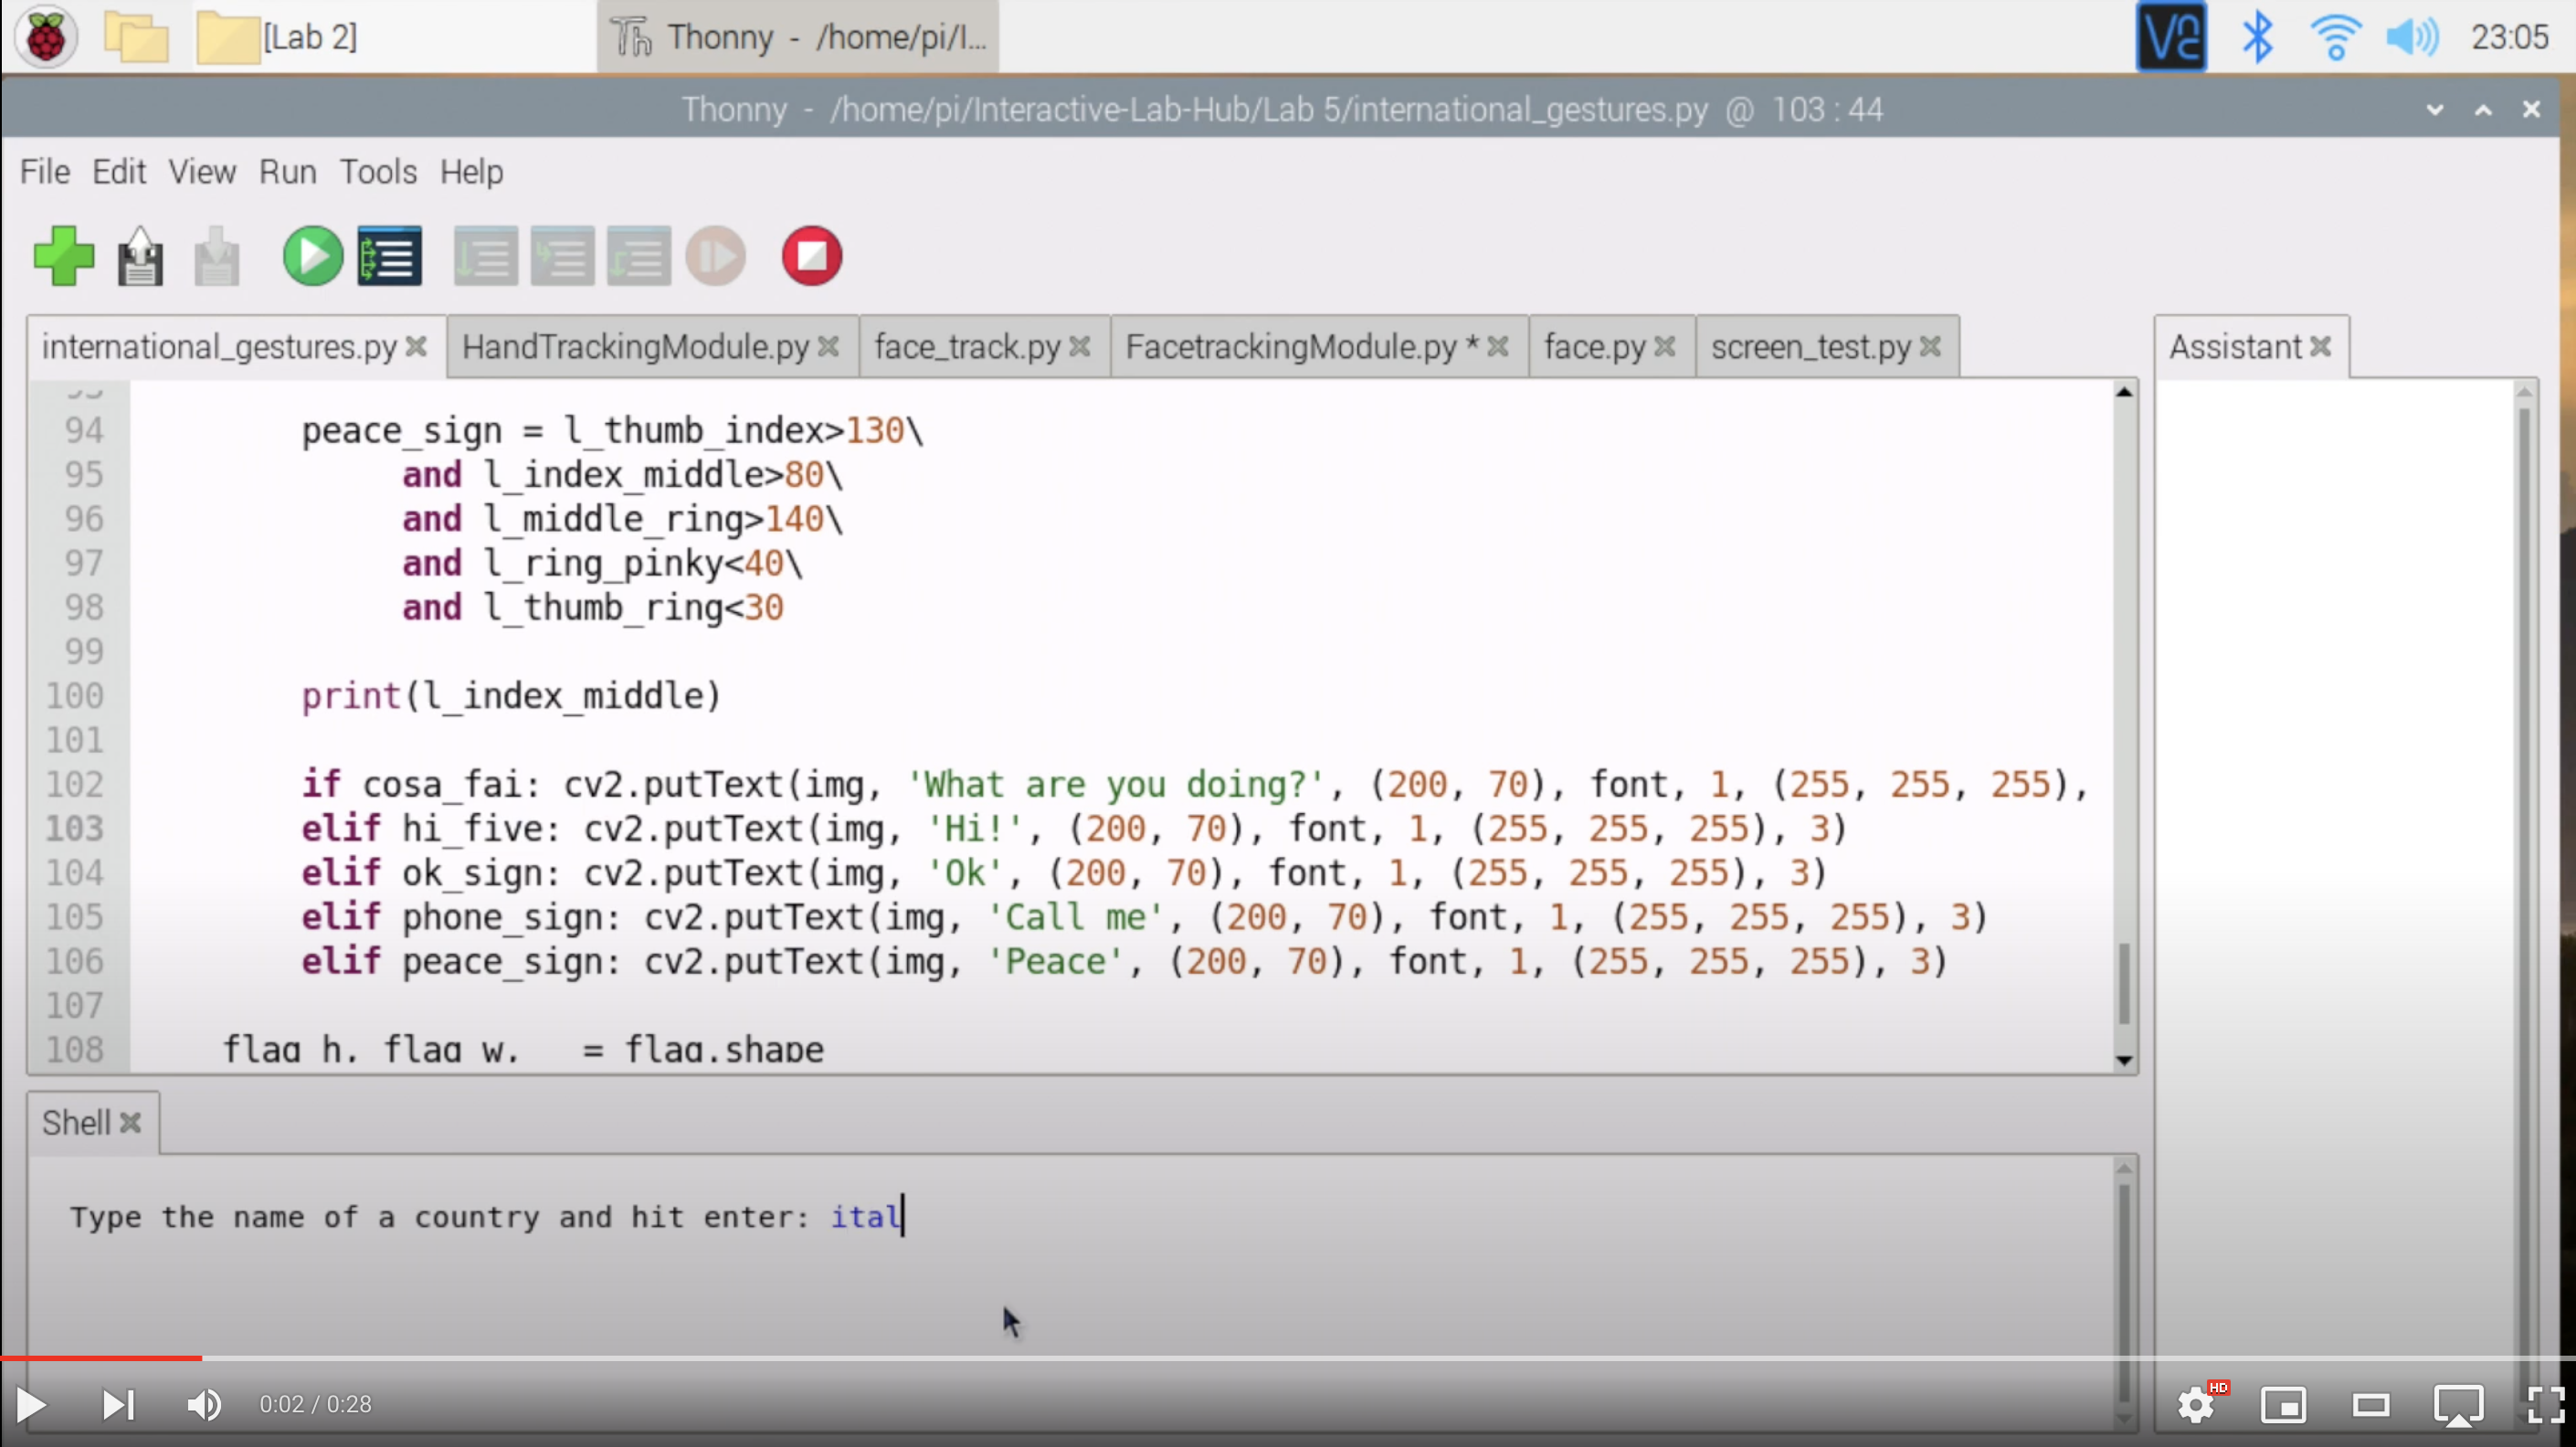 [Lab 2]
Thonny - /home/pi/I...
23:05
Thonny - /home/pi/Interactive-Lab-Hub/Lab 5/international_gestures.py @ 103 : 44
File Edit View Run Tools Help
international_gestures.py
HandTrackingModule.py
face_track.py
FacetrackingModule.py *
face.py
screen_test.py
Assistant
94 peace_sign = l_thumb_index>130\
95 and l_index_middle>80\
96 and l_middle_ring>140\
97 and l_ring_pinky<40\
98 and l_thumb_ring<30
99
100 print(l_index_middle)
101
102 if cosa_fai: cv2.putText(img, 'What are you doing?', (200, 70), font, 1, (255, 255, 255),
103 elif hi_five: cv2.putText(img, 'Hi!', (200, 70), font, 1, (255, 255, 255), 3)
104 elif ok_sign: cv2.putText(img, 'Ok', (200, 70), font, 1, (255, 255, 255), 3)
105 elif phone_sign: cv2.putText(img, 'Call me', (200, 70), font, 1, (255, 255, 255), 3)
106 elif peace_sign: cv2.putText(img, 'Peace', (200, 70), font, 1, (255, 255, 255), 3)
107
108 flag_h, flag_w, _ = flag.shape
Shell
Type the name of a country and hit enter: ital
0:02 / 0:28
HD